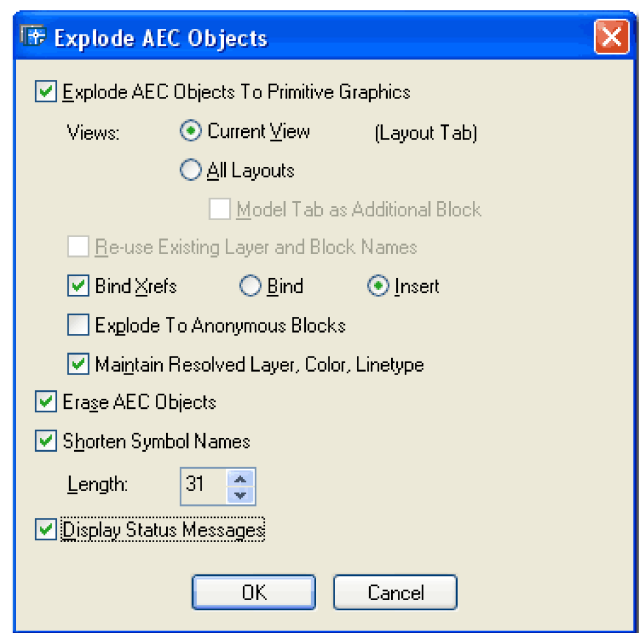 Explode AEC Objects
Explode AEC Objects To Primitive Graphics
Views: Current View (Layout Tab)
All Layouts
Model Tab as Additional Block
Re-use Existing Layer and Block Names
Bind Xrefs Bind Insert
Explode To Anonymous Blocks
Maintain Resolved Layer, Color, Linetype
Erase AEC Objects
Shorten Symbol Names
Length: 31
Display Status Messages
OK Cancel